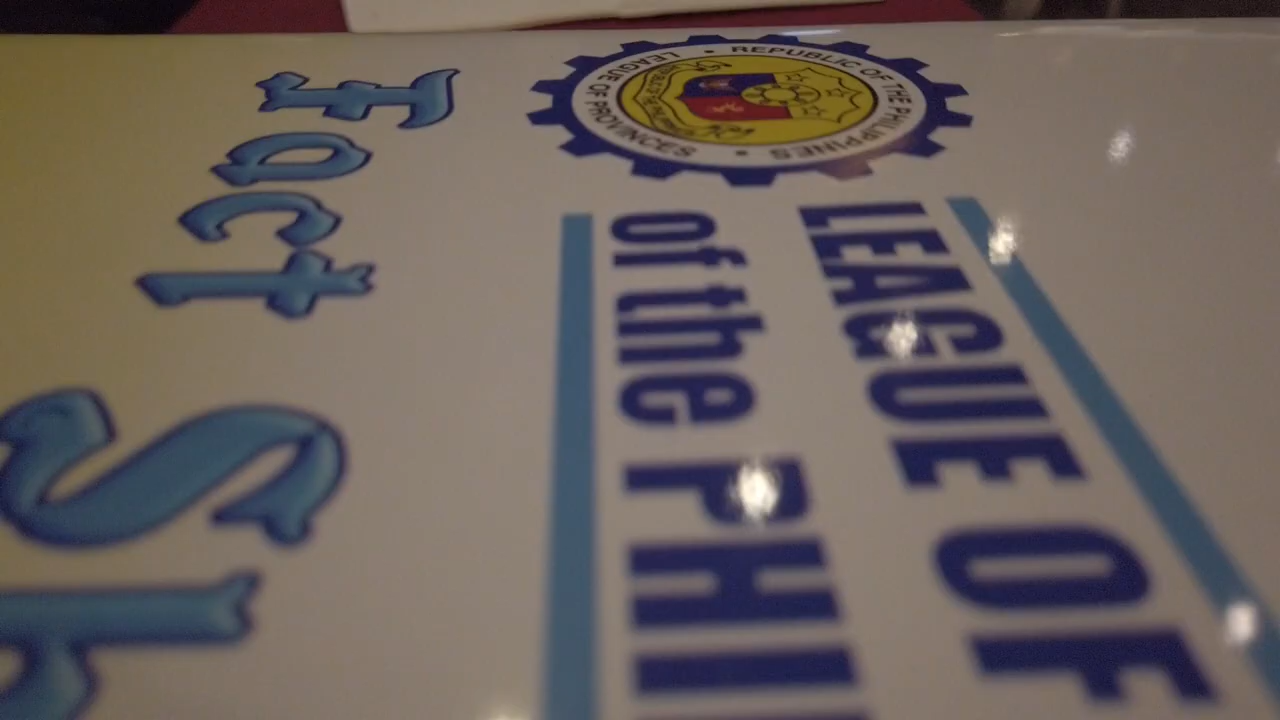 REPUBLIC OF THE PHILIPPINES
LEAGUE OF PROVINCES
LEAGUE OF
of the PHI
Fact Sh